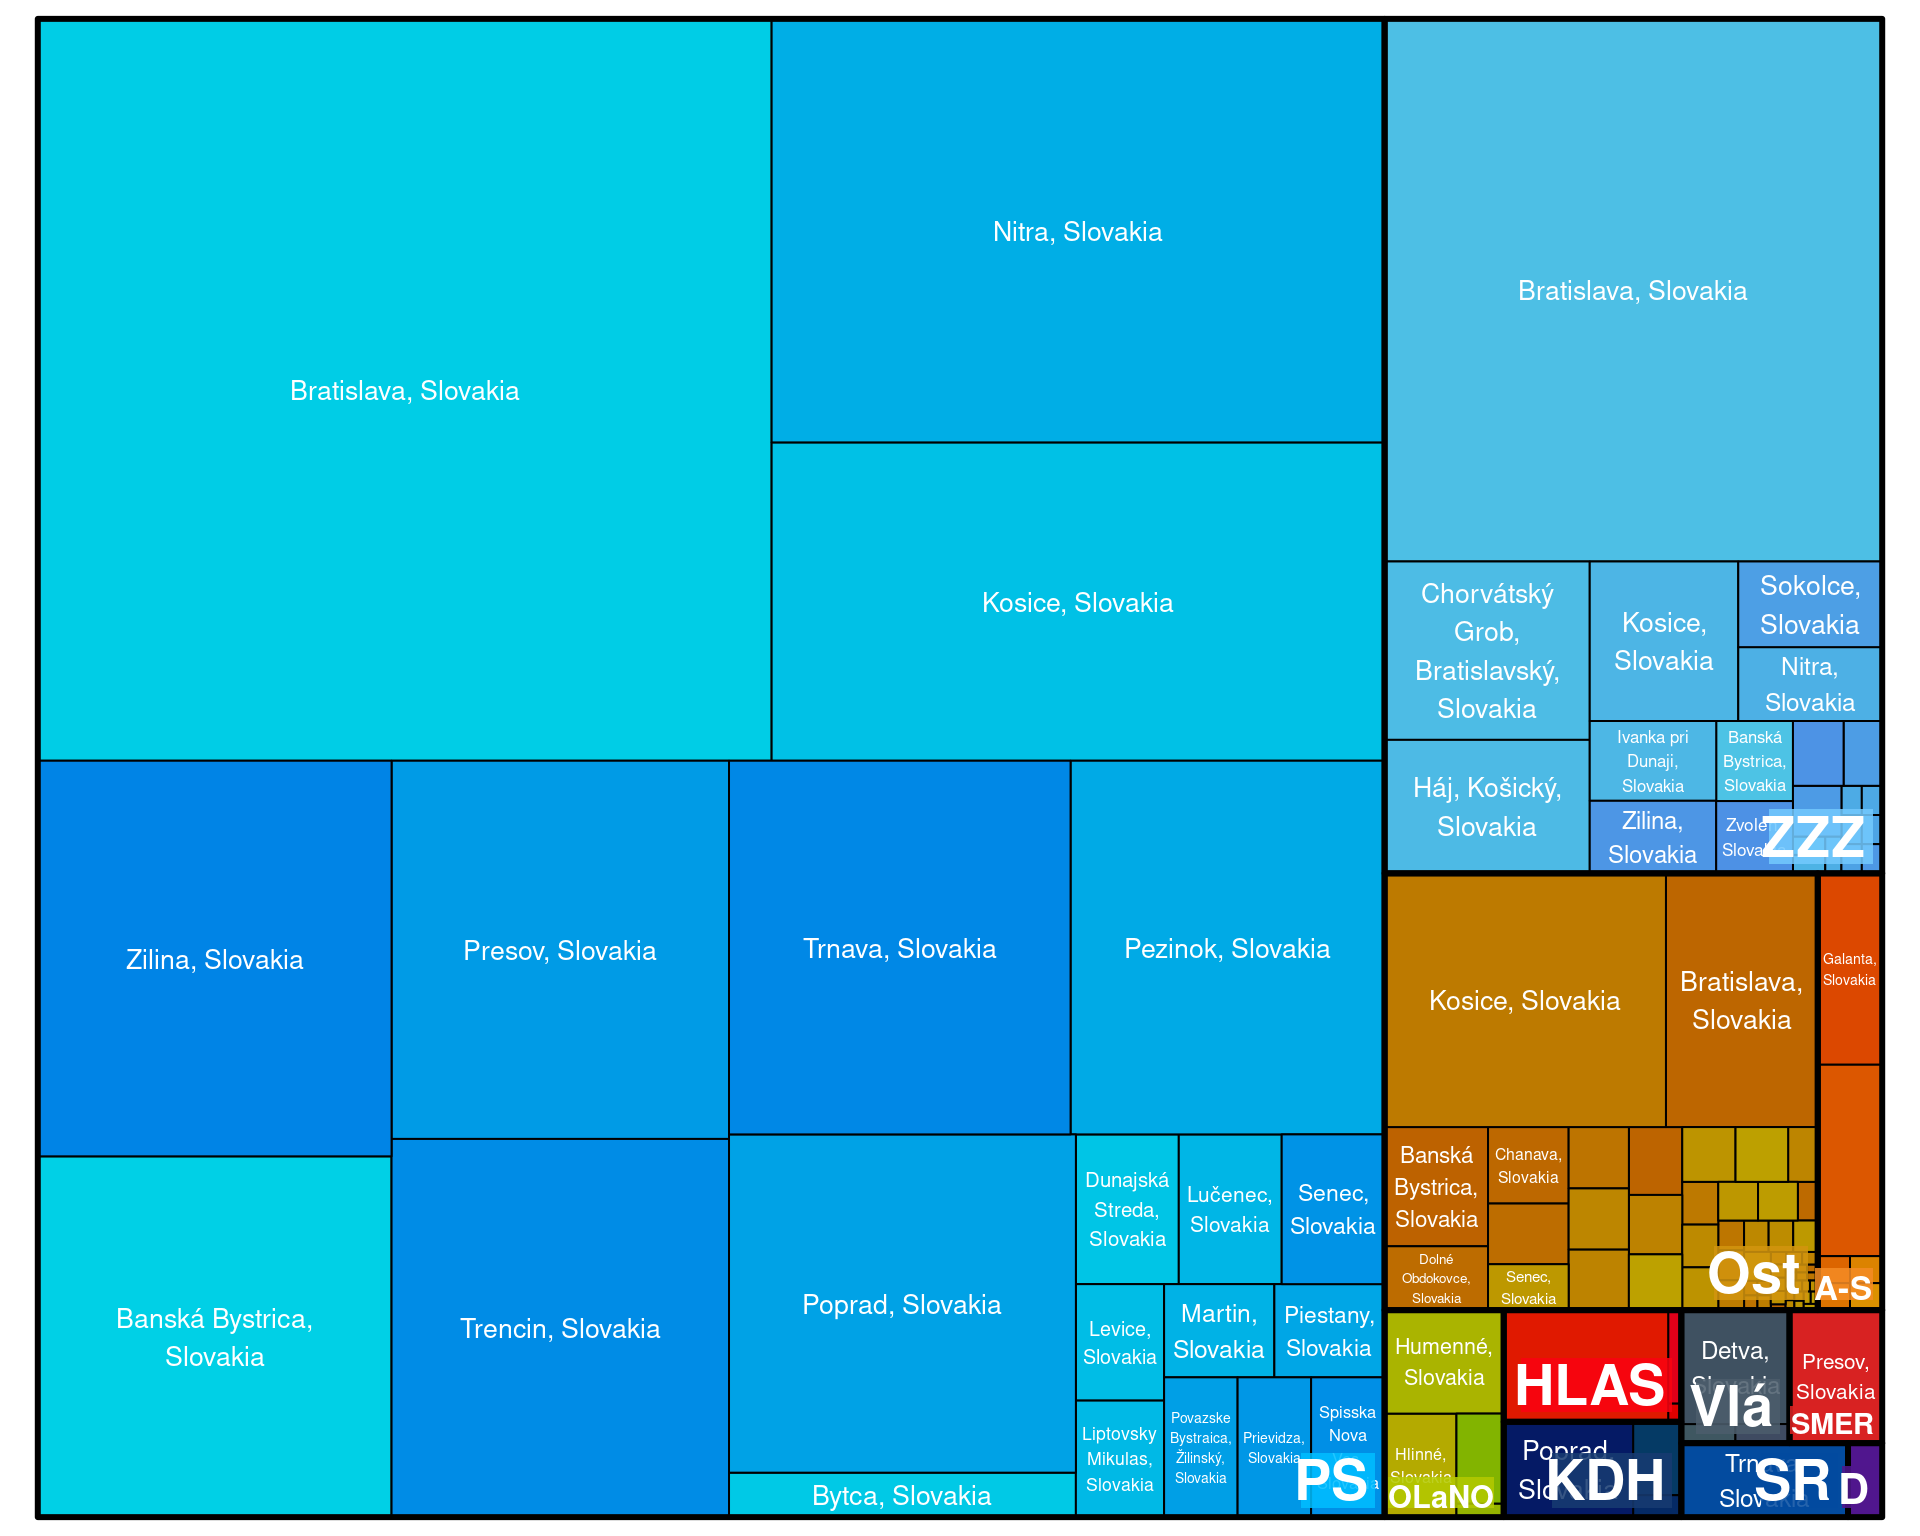 Bratislava, Slovakia
Nitra, Slovakia
Kosice, Slovakia
Zilina, Slovakia
Presov, Slovakia
Trnava, Slovakia
Pezinok, Slovakia
Banská Bystrica,
Slovakia
Trencin, Slovakia
Poprad, Slovakia
Bytca, Slovakia
Dunajská
Streda,
Slovakia
Lučenec,
Slovakia
Senec,
Slovakia
Levice,
Slovakia
Martin,
Slovakia
Piestany,
Slovakia
Liptovsky
Mikulas,
Slovakia
Povazske
Bystraica,
Žilinský,
Slovakia
Prievidza,
Slovakia
Spisska
Nova
PS
Bratislava, Slovakia
Chorvátský
Grob,
Bratislavský,
Slovakia
Kosice,
Slovakia
Sokolce,
Slovakia
Nitra,
Slovakia
Háj, Košický,
Slovakia
Ivanka pri
Dunaji,
Slovakia
Banská
Bystrica,
Slovakia
Zilina,
Slovakia
ZZZ
Kosice, Slovakia
Bratislava,
Slovakia
Banská
Bystrica,
Slovakia
Chanava,
Slovakia
Dolné
Obdokovce,
Slovakia
Senec,
Slovakia
Ost
Galanta,
Slovakia
A-S
Humenné,
Slovakia
Hlinné,
Slovakia
OLaNO
HLAS
Poprad
KDH
Detva,
Slovakia
Vlá
Presov,
Slovakia
SMER
SR
D